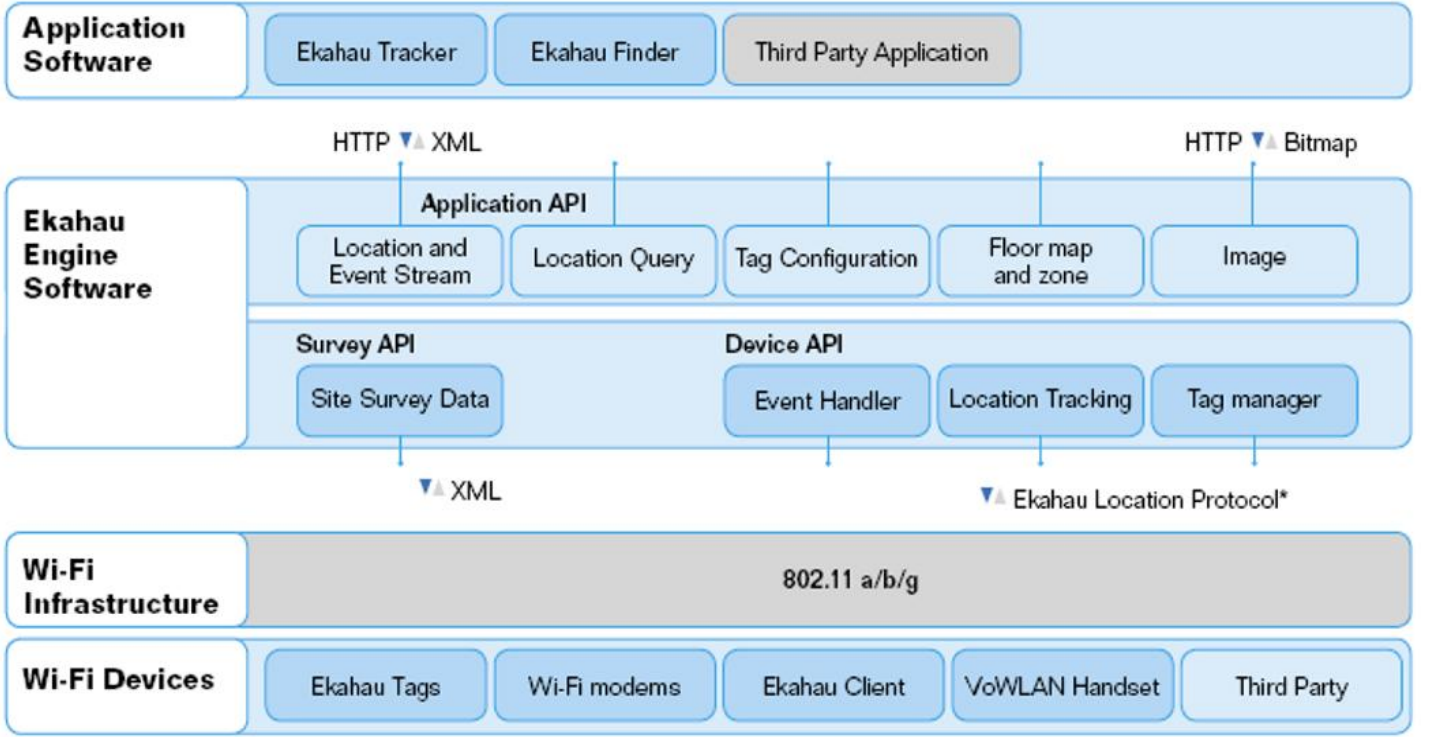 Application
Software
Ekahau Tracker
Ekahau Finder
Third Party Application
HTTP XML
HTTP Bitmap
Ekahau
Engine
Software
Application API
Location and
Event Stream
Location Query
Tag Configuration
Floor map
and zone
Image
Survey API
Device API
Site Survey Data
Event Handler
Location Tracking
Tag manager
XML
Ekahau Location Protocol*
Wi-Fi
Infrastructure
802.11 a/b/g
Wi-Fi Devices
Ekahau Tags
Wi-Fi modems
Ekahau Client
VoWLAN Handset
Third Party